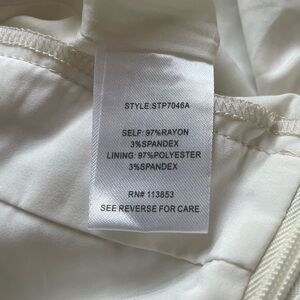 STYLE:STP7046A
SELF: 97%RAYON
3%SPANDEX
LINING: 97%POLYESTER
3%SPANDEX
RN# 113853
SEE REVERSE FOR CARE